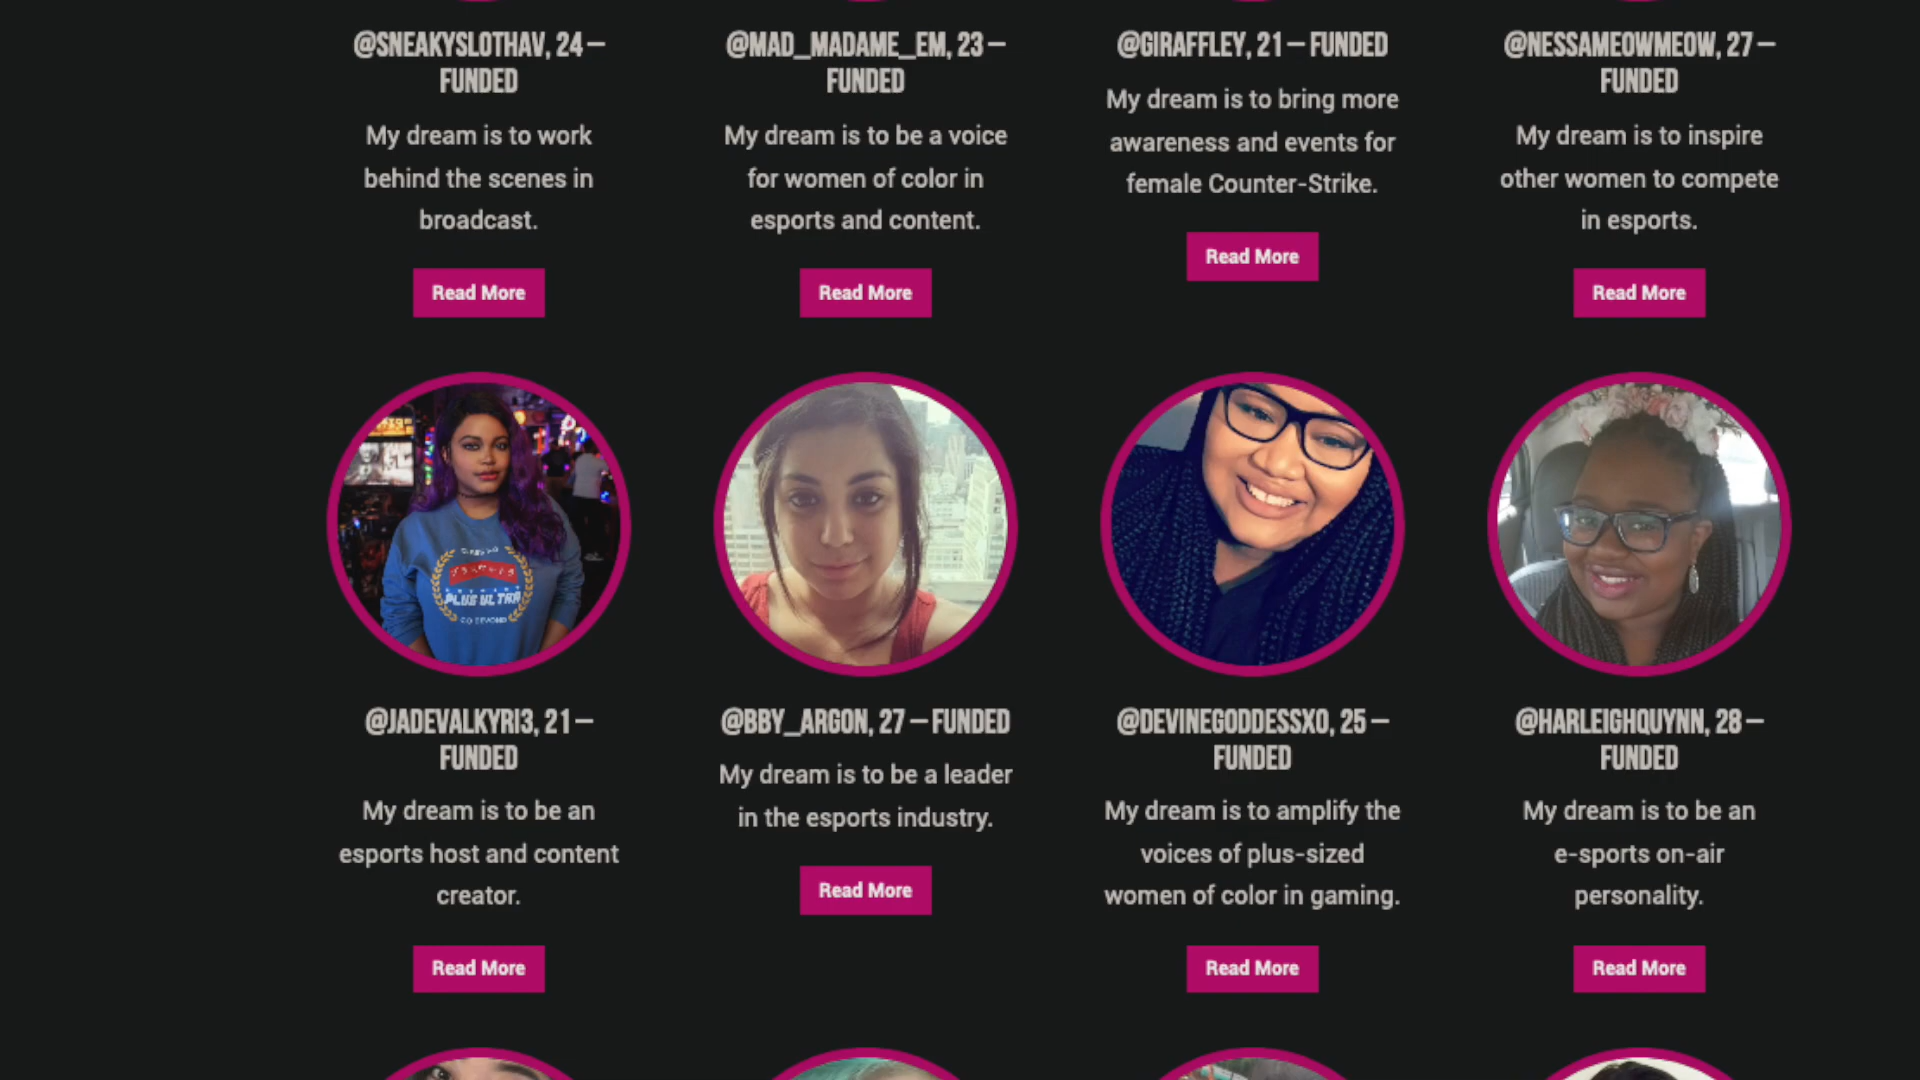 @SNEAKYSLOTHAV, 24 –
FUNDED
My dream is to work
behind the scenes in
broadcast.
Read More
@MAD_MADAME_EM, 23 –
FUNDED
My dream is to be a voice
for women of color in
esports and content.
Read More
@GIRAFFLEY, 21 – FUNDED
My dream is to bring more
awareness and events for
female Counter-Strike.
Read More
@NESSAMEOWMEOW, 27 –
FUNDED
My dream is to inspire
other women to compete
in esports.
Read More
PLUS ULTRA
GO BEYOND
@JADEVALKYRI3, 21 –
FUNDED
My dream is to be an
esports host and content
creator.
Read More
@BBY_ARGON, 27 – FUNDED
My dream is to be a leader
in the esports industry.
Read More
@DEVINEGODDESSXO, 25 –
FUNDED
My dream is to amplify the
voices of plus-sized
women of color in gaming.
Read More
@HARLEIGHQUYNN, 28 –
FUNDED
My dream is to be an
e-sports on-air
personality.
Read More